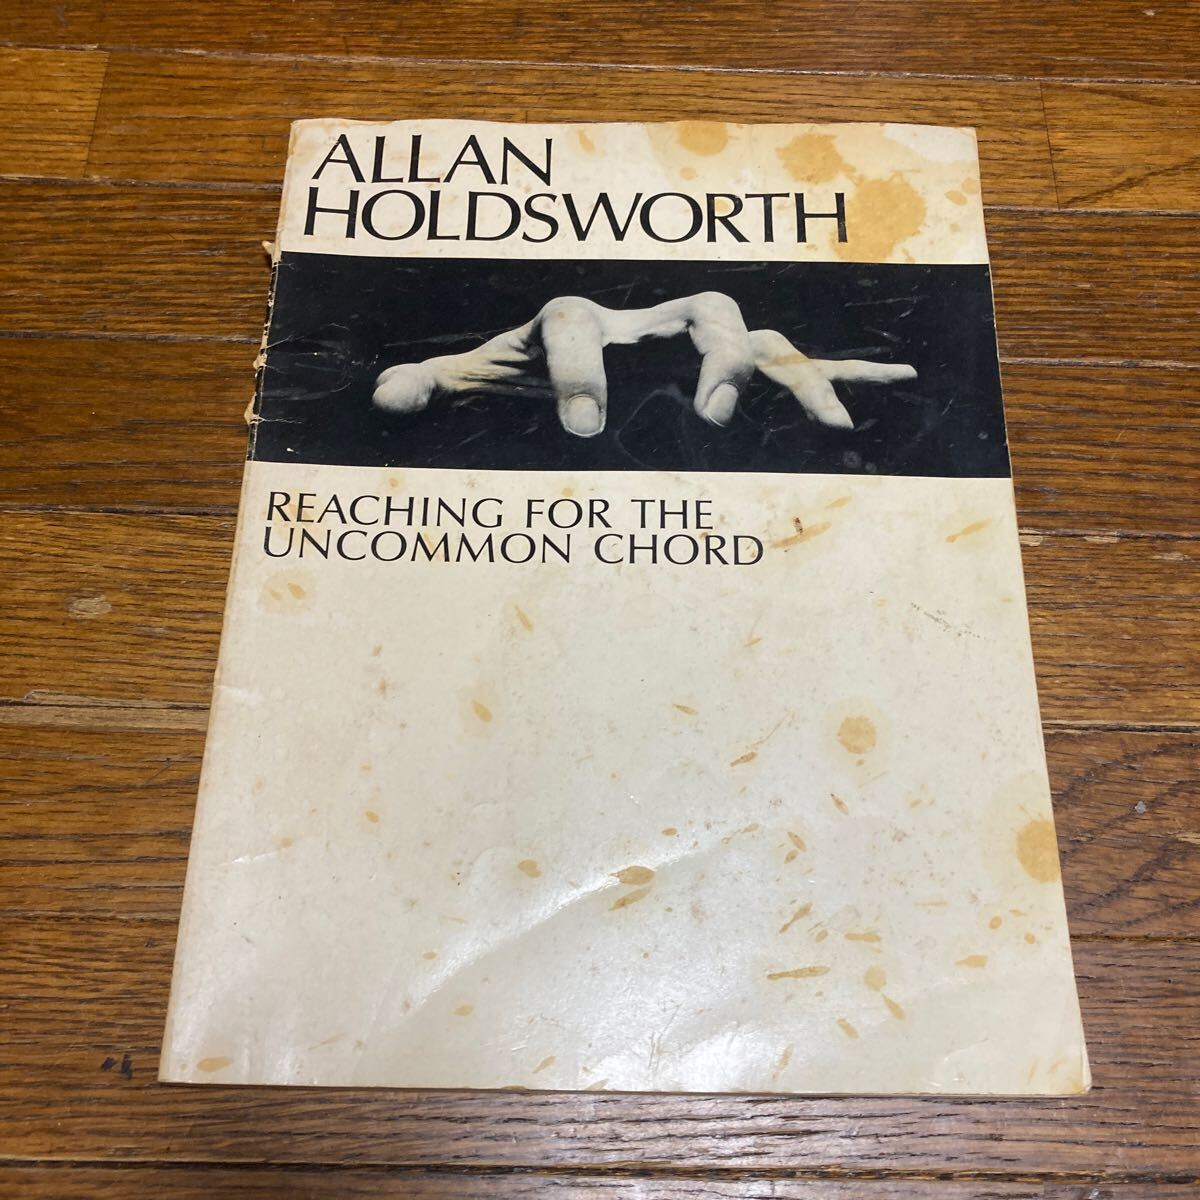 ALLAN
HOLDSWORTH
REACHING FOR THE
UNCOMMON CHORD